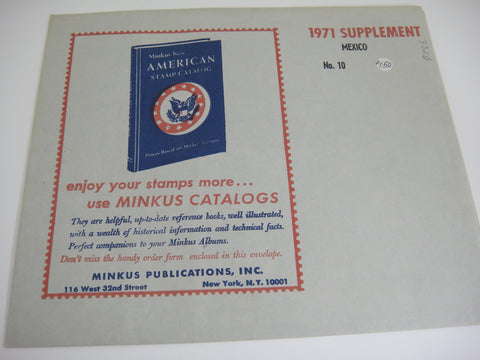 1971 SUPPLEMENT
MEXICO
No. 10
3320
Minkus New
AMERICAN
STAMP CATALOG
enjoy your stamps more...
use MINKUS CATALOGS
They are helpful, up-to-date reference books, well illustrated,
with a wealth of historical information and technical facts.
Perfect companions to your Minkus Albums.
Don't miss the handy order form enclosed in this envelope.
MINKUS PUBLICATIONS, INC.
116 West 32nd Street New York, N.Y. 10001